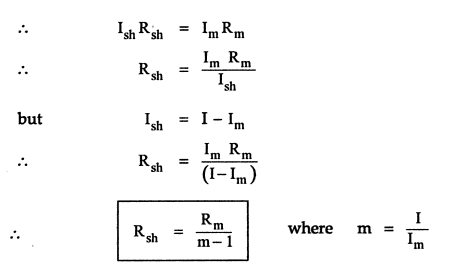 ∴ I_sh R_sh = I_m R_m
∴ R_sh = I_m R_m / I_sh
but I_sh = I – I_m
∴ R_sh = I_m R_m / (I–I_m)
∴ R_sh = R_m / m–1 where m = I / I_m